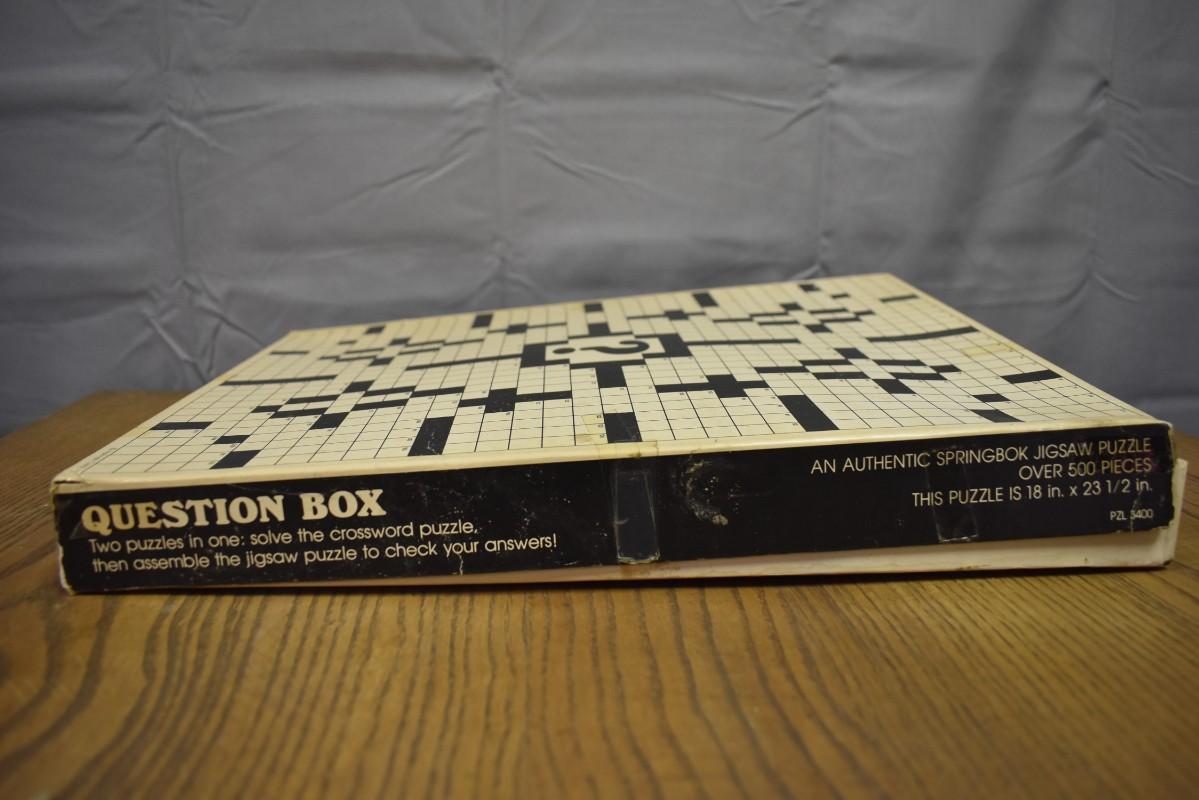 ?
QUESTION BOX
Two puzzles in one: solve the crossword puzzle,
then assemble the jigsaw puzzle to check your answers!
AN AUTHENTIC SPRINGBOK JIGSAW PUZZLE
OVER 500 PIECES
THIS PUZZLE IS 18 in. x 23 1/2 in.
PZL 3400